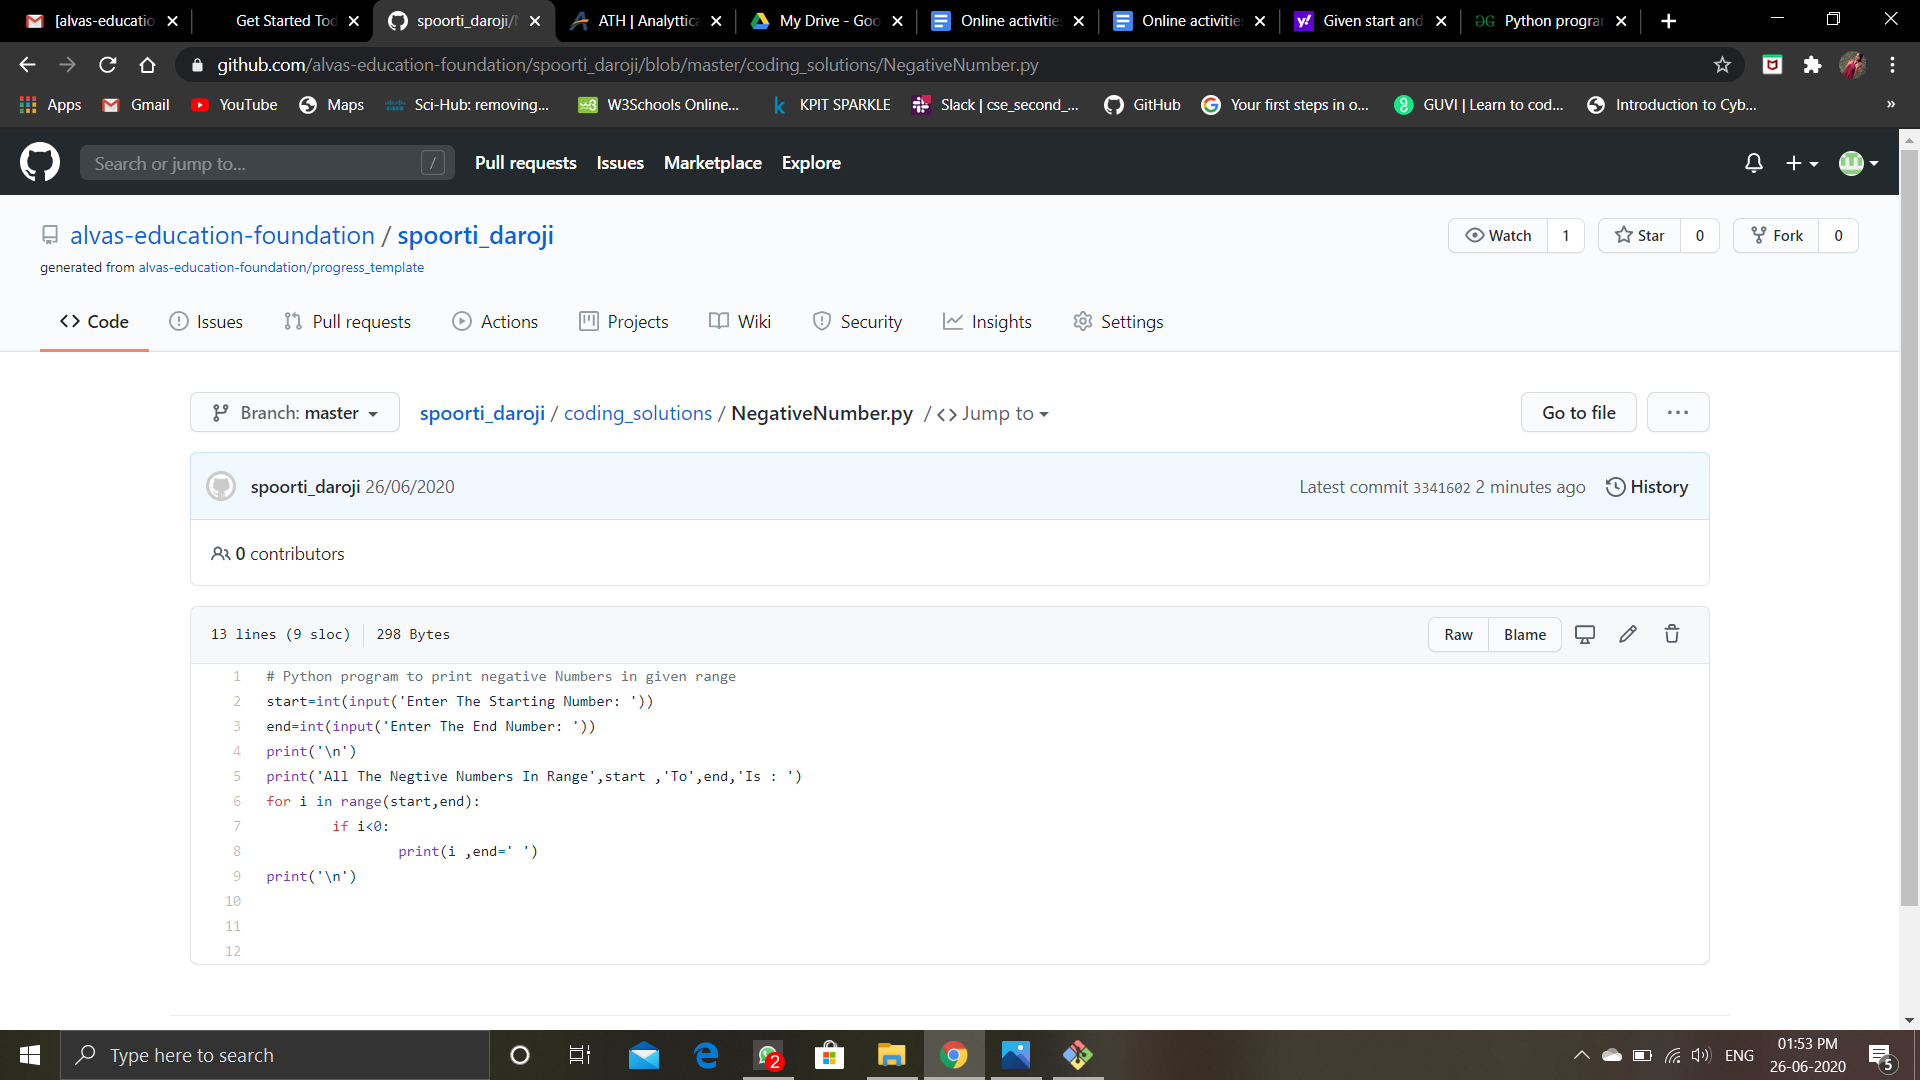 [alvas-educatio
Get Started Tod
spoorti_daroji/
ATH | Analyttica
My Drive - Goo
Online activitie
Online activitie
Given start and
Python progra
github.com/alvas-education-foundation/spoorti_daroji/blob/master/coding_solutions/NegativeNumber.py
Apps
Gmail
YouTube
Maps
Sci-Hub: removing...
W3Schools Online...
KPIT SPARKLE
Slack | cse_second_...
GitHub
Your first steps in o...
GUVI | Learn to cod...
Introduction to Cyb...
»
Search or jump to...
/
Pull requests
Issues
Marketplace
Explore
alvas-education-foundation / spoorti_daroji
Watch 1
Star 0
Fork 0
generated from alvas-education-foundation/progress_template
Code
Issues
Pull requests
Actions
Projects
Wiki
Security
Insights
Settings
Branch: master
spoorti_daroji / coding_solutions / NegativeNumber.py / <> Jump to
Go to file
...
spoorti_daroji 26/06/2020
Latest commit 3341602 2 minutes ago
History
0 contributors
13 lines (9 sloc) | 298 Bytes
Raw
Blame
1 # Python program to print negative Numbers in given range
2 start=int(input('Enter The Starting Number: '))
3 end=int(input('Enter The End Number: '))
4 print('\n')
5 print('All The Negtive Numbers In Range',start ,'To',end,'Is : ')
6 for i in range(start,end):
7 if i<0:
8 print(i ,end=' ')
9 print('\n')
10
11
12
Type here to search
2
ENG
01:53 PM
26-06-2020
5